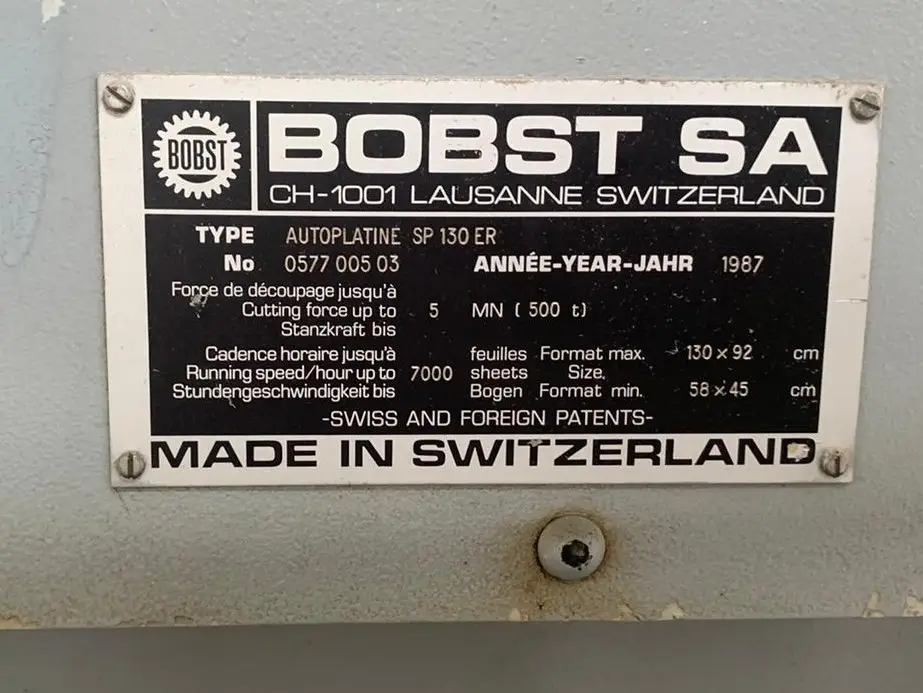 BOBST
BOBST SA
CH-1001 LAUSANNE SWITZERLAND
TYPE AUTOPLATINE SP 130 ER
No 0577 005 03 ANNÉE-YEAR-JAHR 1987
Force de découpage jusqu'à
Cutting force up to 5 MN ( 500 t)
Stanzkraft bis
Cadence horaire jusqu'à feuilles Format max. 130 x 92 cm
Running speed/hour up to 7000 sheets Size.
Stundengeschwindigkeit bis Bogen Format min. 58 x 45 cm
-SWISS AND FOREIGN PATENTS-
MADE IN SWITZERLAND